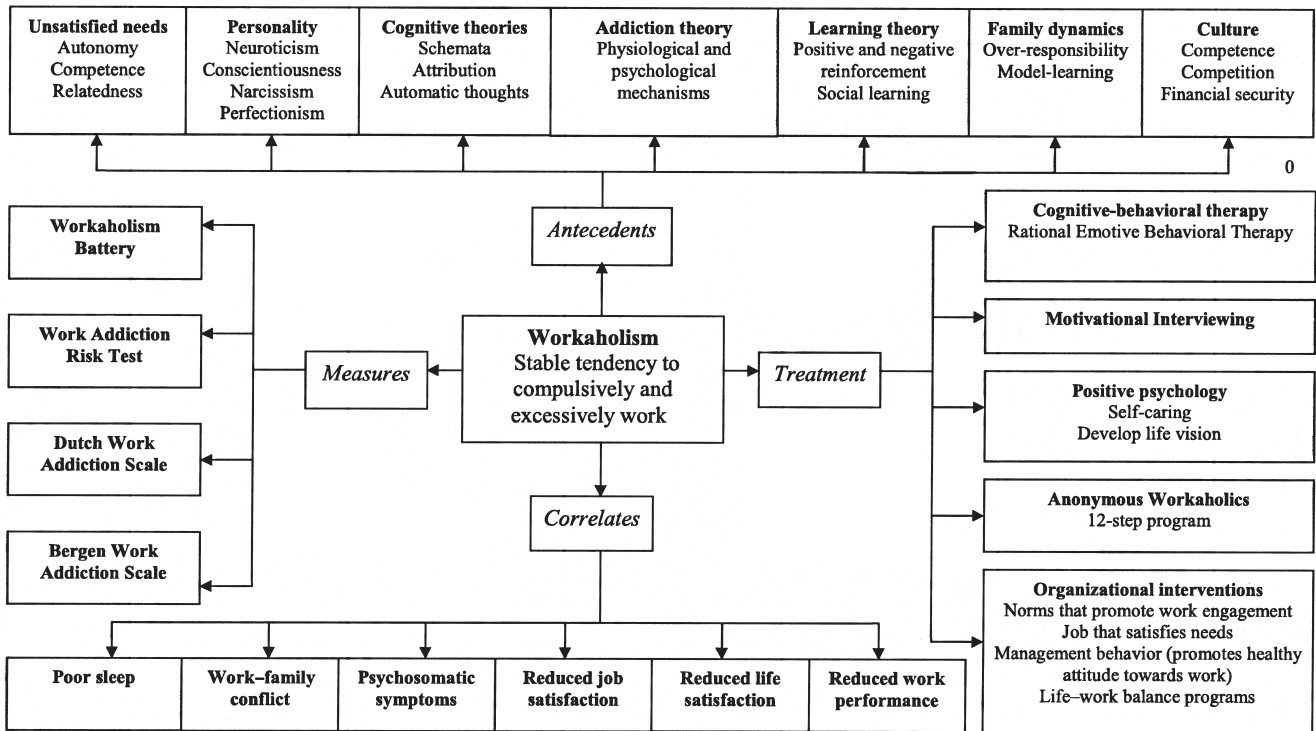 Unsatisfied needs
Autonomy
Competence
Relatedness
Personality
Neuroticism
Conscientiousness
Narcissism
Perfectionism
Cognitive theories
Schemata
Attribution
Automatic thoughts
Addiction theory
Physiological and
psychological
mechanisms
Learning theory
Positive and negative
reinforcement
Social learning
Family dynamics
Over-responsibility
Model-learning
Culture
Competence
Competition
Financial security
0
Antecedents
Workaholism
Battery
Work Addiction
Risk Test
Dutch Work
Addiction Scale
Bergen Work
Addiction Scale
Measures
Workaholism
Stable tendency to
compulsively and
excessively work
Treatment
Cognitive-behavioral therapy
Rational Emotive Behavioral Therapy
Motivational Interviewing
Positive psychology
Self-caring
Develop life vision
Anonymous Workaholics
12-step program
Organizational interventions
Norms that promote work engagement
Job that satisfies needs
Management behavior (promotes healthy
attitude towards work)
Life–work balance programs
Correlates
Poor sleep
Work–family
conflict
Psychosomatic
symptoms
Reduced job
satisfaction
Reduced life
satisfaction
Reduced work
performance